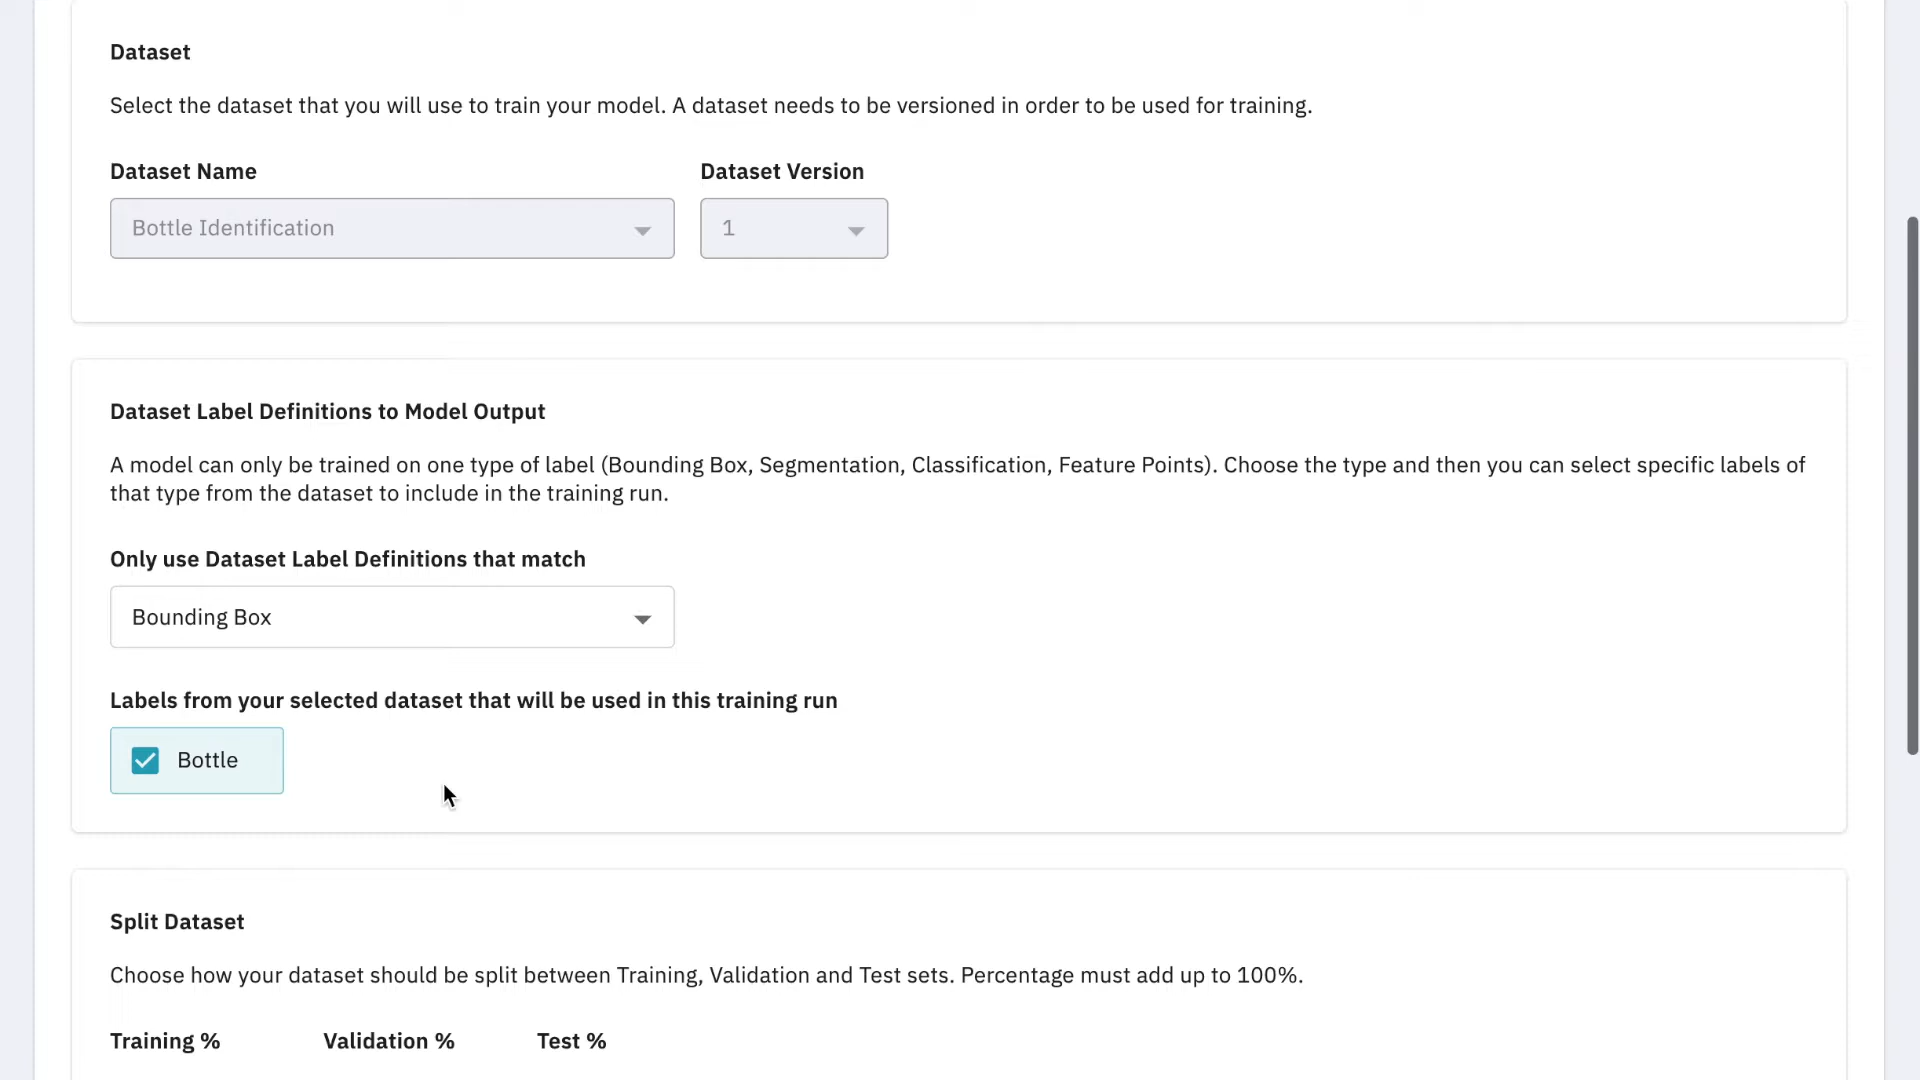 Dataset
Select the dataset that you will use to train your model. A dataset needs to be versioned in order to be used for training.
Dataset Name
Dataset Version
Bottle Identification
1
Dataset Label Definitions to Model Output
A model can only be trained on one type of label (Bounding Box, Segmentation, Classification, Feature Points). Choose the type and then you can select specific labels of
that type from the dataset to include in the training run.
Only use Dataset Label Definitions that match
Bounding Box
Labels from your selected dataset that will be used in this training run
Bottle
Split Dataset
Choose how your dataset should be split between Training, Validation and Test sets. Percentage must add up to 100%.
Training %
Validation %
Test %